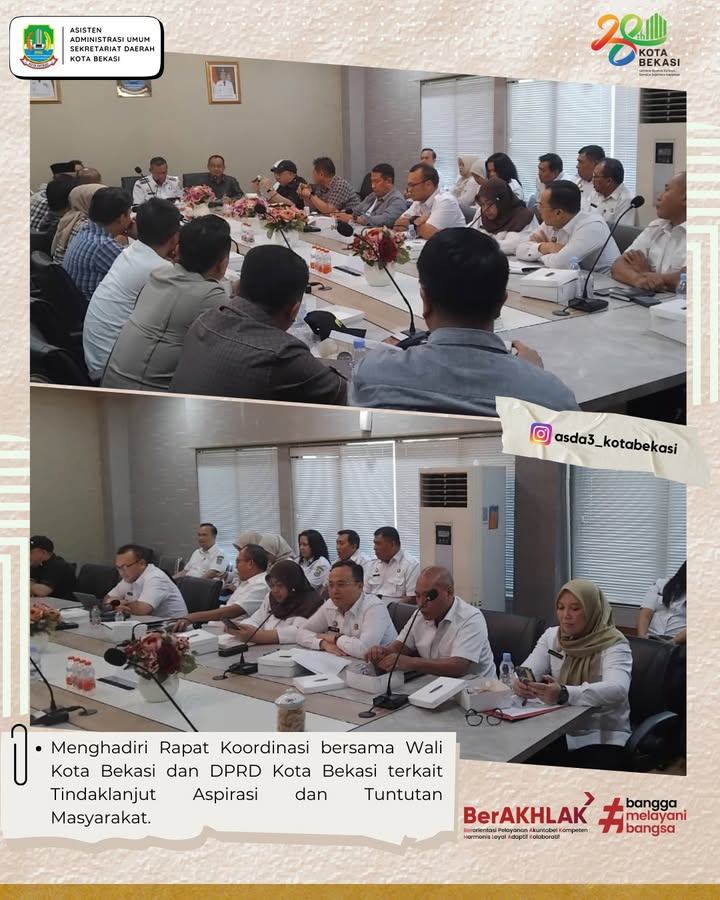 ASISTEN
ADMINISTRASI UMUM
SEKRETARIAT DAERAH
KOTA BEKASI
28th
KOTA
BEKASI
asda3_kotabekasi
• Menghadiri Rapat Koordinasi bersama Wali
Kota Bekasi dan DPRD Kota Bekasi terkait
Tindaklanjut Aspirasi dan Tuntutan
Masyarakat.
BerAKHLAK
Berorientasi Pelayanan Akuntabel Kompeten
Harmonis Loyal Adaptif Kolaboratif
#bangga
melayani
bangsa